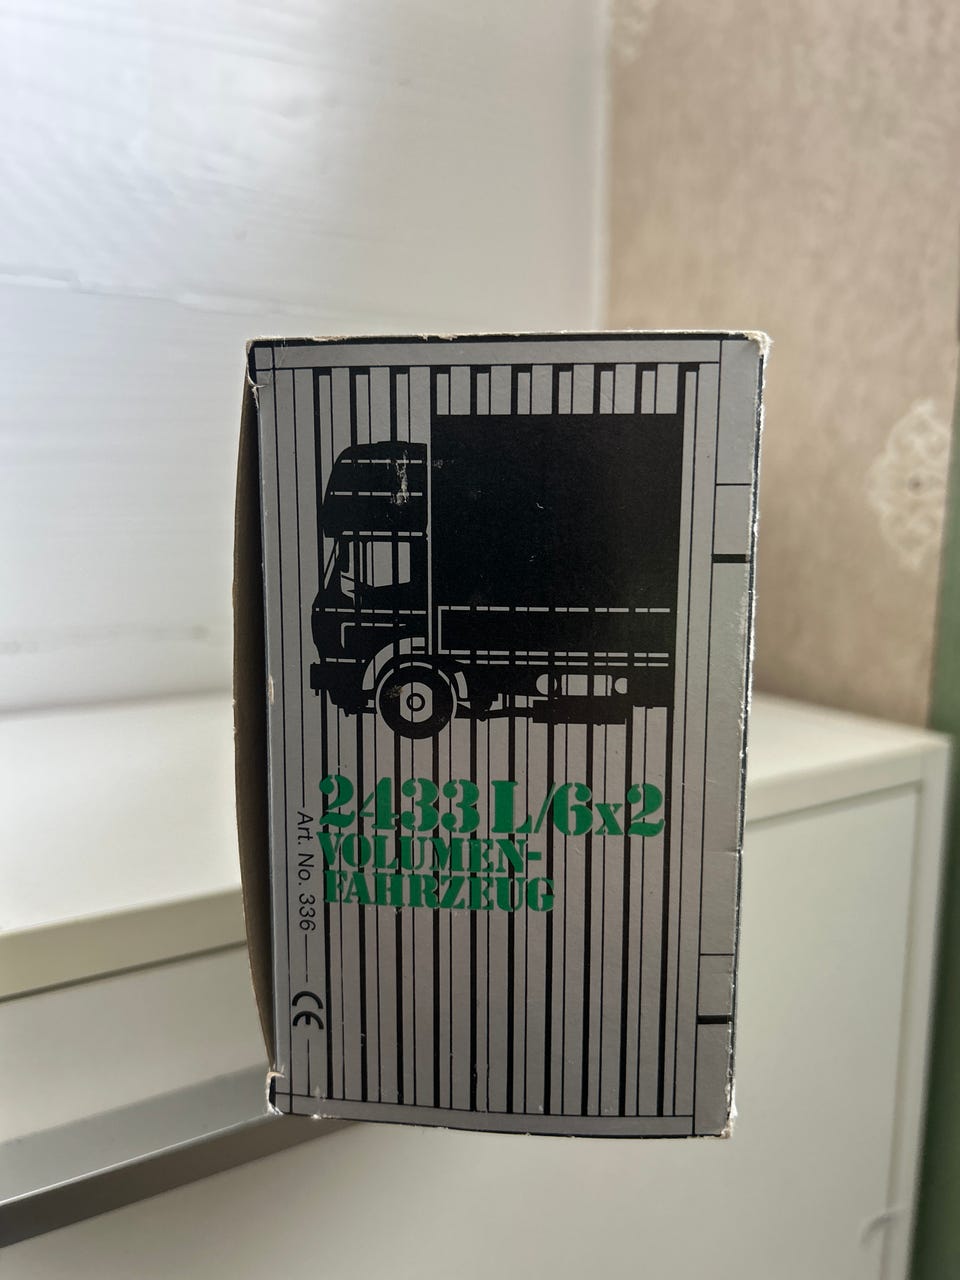 2433 L/6x2
VOLUMEN-
FAHRZEUG
Art. No. 336
CE